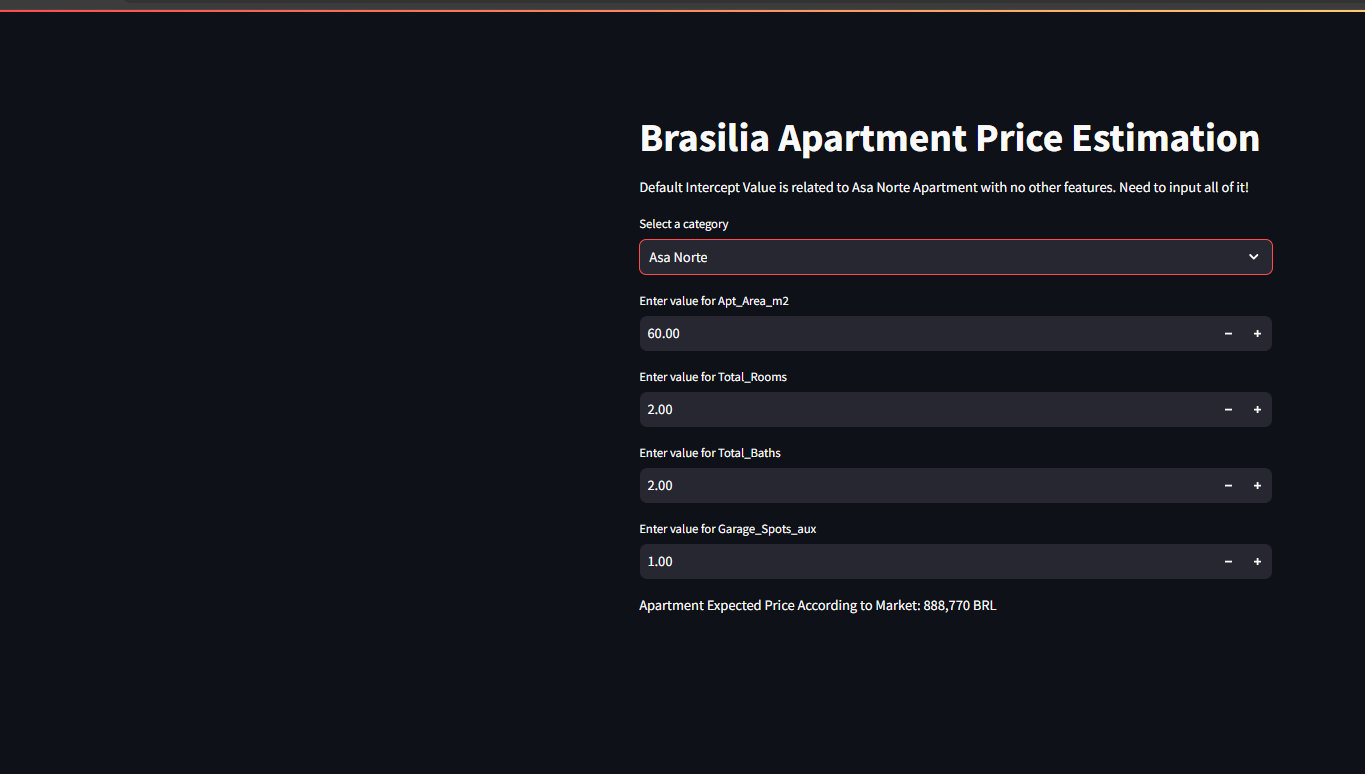 Brasilia Apartment Price Estimation
Default Intercept Value is related to Asa Norte Apartment with no other features. Need to input all of it!
Select a category
Asa Norte
Enter value for Apt_Area_m2
60.00
Enter value for Total_Rooms
2.00
Enter value for Total_Baths
2.00
Enter value for Garage_Spots_aux
1.00
Apartment Expected Price According to Market: 888,770 BRL